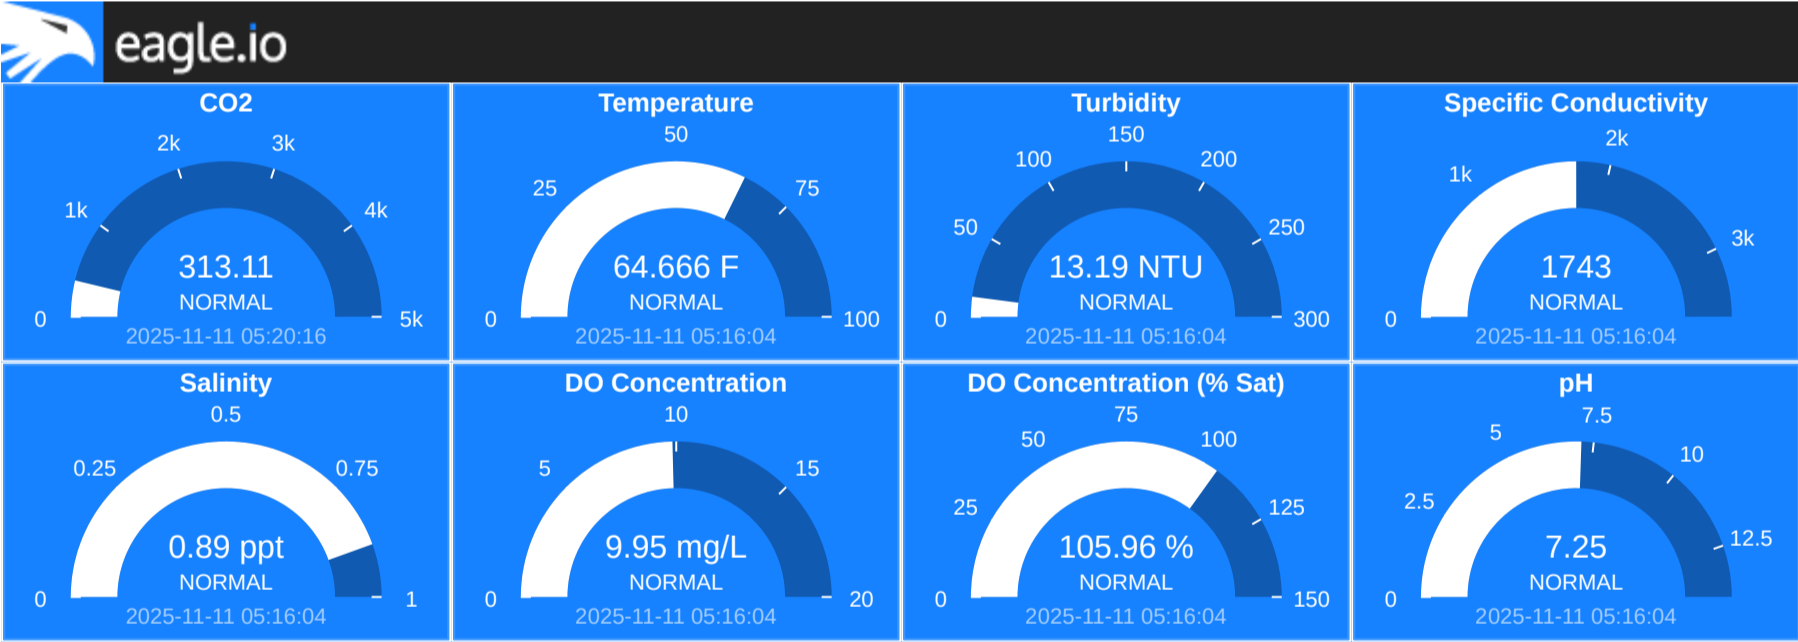 eagle.io
CO2
0
1k
2k
3k
4k
5k
313.11
NORMAL
2025-11-11 05:20:16
Temperature
0
25
50
75
100
64.666 F
NORMAL
2025-11-11 05:16:04
Turbidity
0
50
100
150
200
250
300
13.19 NTU
NORMAL
2025-11-11 05:16:04
Specific Conductivity
0
1k
2k
3k
1743
NORMAL
2025-11-11 05:16:04
Salinity
0
0.25
0.5
0.75
1
0.89 ppt
NORMAL
2025-11-11 05:16:04
DO Concentration
0
5
10
15
20
9.95 mg/L
NORMAL
2025-11-11 05:16:04
DO Concentration (% Sat)
0
25
50
75
100
125
150
105.96 %
NORMAL
2025-11-11 05:16:04
pH
0
2.5
5
7.5
10
12.5
7.25
NORMAL
2025-11-11 05:16:04